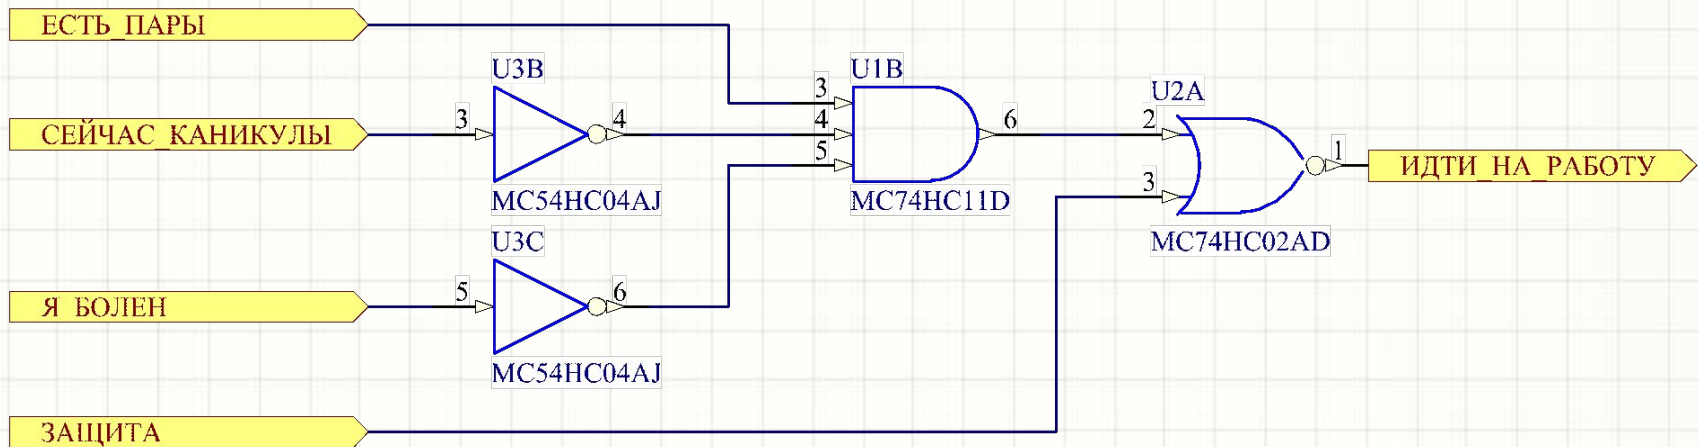 ЕСТЬ_ПАРЫ
U3B
U1B
3
U2A
СЕЙЧАС_КАНИКУЛЫ
3
4
4
6
2
5
1
ИДТИ_НА_РАБОТУ
3
MC54HC04AJ
MC74HC11D
U3C
MC74HC02AD
Я_БОЛЕН
5
6
MC54HC04AJ
ЗАЩИТА